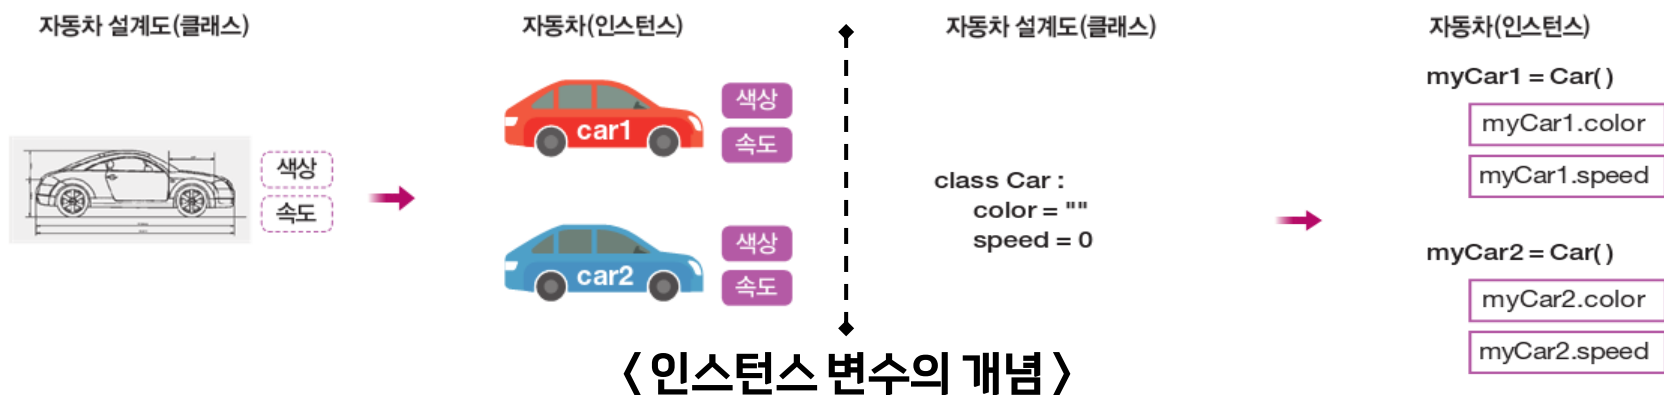 자동차 설계도(클래스)
색상
속도
자동차(인스턴스)
car1
색상
속도
car2
색상
속도
자동차 설계도(클래스)
class Car :
color = ""
speed = 0
자동차(인스턴스)
myCar1 = Car( )
myCar1.color
myCar1.speed
myCar2 = Car( )
myCar2.color
myCar2.speed
< 인스턴스 변수의 개념 >